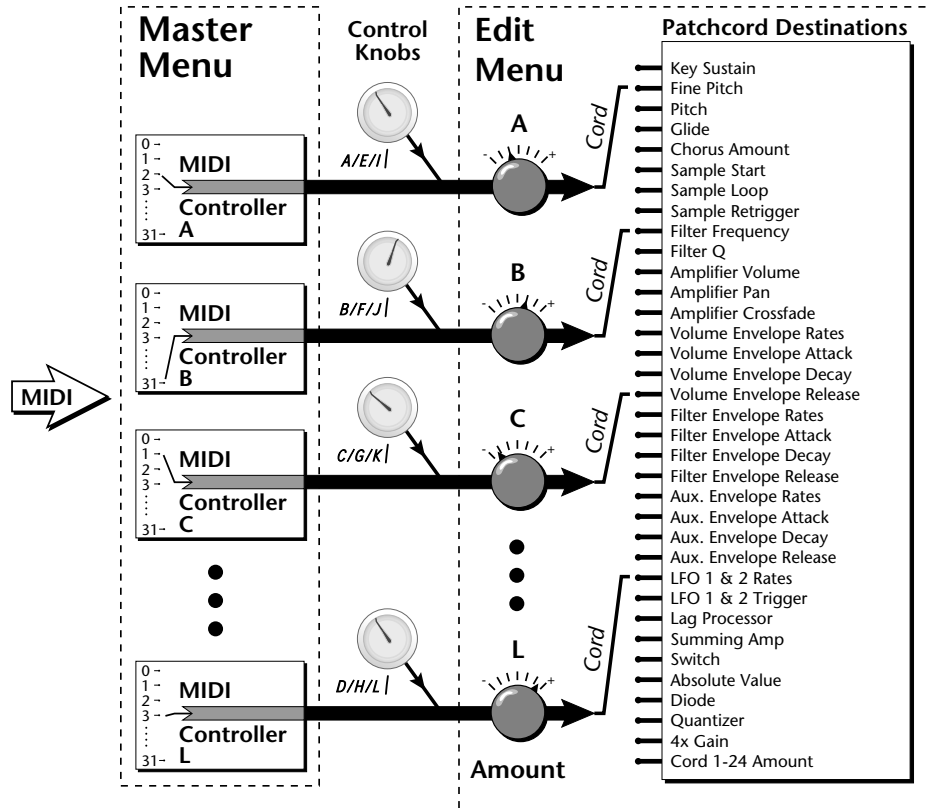 Master
Menu
Control
Knobs
Edit
Menu
Patchcord Destinations
MIDI
0
1
2
3
31
MIDI
Controller
A
A/E/I
A
- +
Cord
0
1
2
3
31
MIDI
Controller
B
B/F/J
B
- +
Cord
0
1
2
3
31
MIDI
Controller
C
C/G/K
C
- +
Cord
0
1
2
3
31
MIDI
Controller
L
D/H/L
L
- +
Cord
Amount
Key Sustain
Fine Pitch
Pitch
Glide
Chorus Amount
Sample Start
Sample Loop
Sample Retrigger
Filter Frequency
Filter Q
Amplifier Volume
Amplifier Pan
Amplifier Crossfade
Volume Envelope Rates
Volume Envelope Attack
Volume Envelope Decay
Volume Envelope Release
Filter Envelope Rates
Filter Envelope Attack
Filter Envelope Decay
Filter Envelope Release
Aux. Envelope Rates
Aux. Envelope Attack
Aux. Envelope Decay
Aux. Envelope Release
LFO 1 & 2 Rates
LFO 1 & 2 Trigger
Lag Processor
Summing Amp
Switch
Absolute Value
Diode
Quantizer
4x Gain
Cord 1-24 Amount